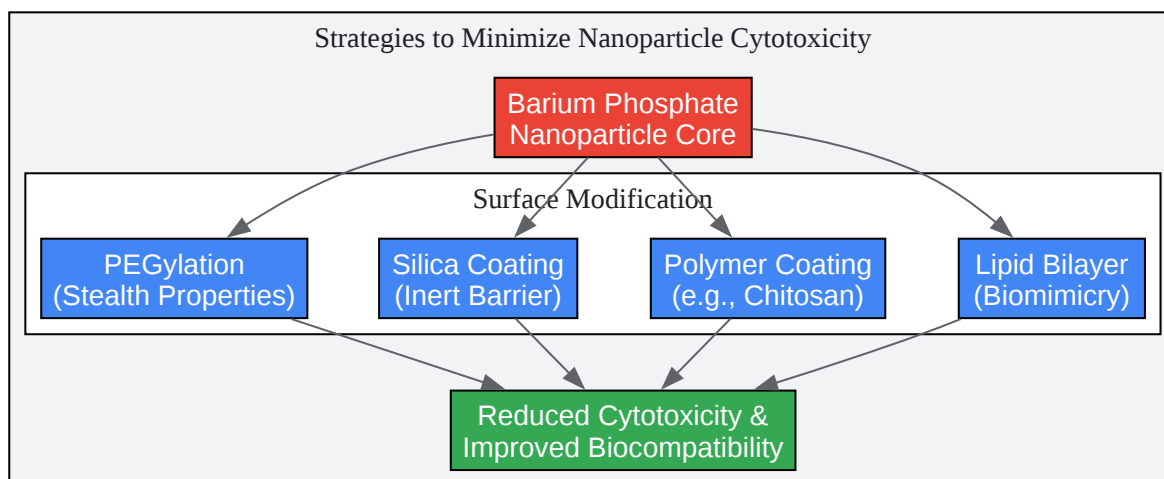 Strategies to Minimize Nanoparticle Cytotoxicity
Barium Phosphate
Nanoparticle Core
Surface Modification
PEGylation
(Stealth Properties)
Silica Coating
(Inert Barrier)
Polymer Coating
(e.g., Chitosan)
Lipid Bilayer
(Biomimicry)
Reduced Cytotoxicity &
Improved Biocompatibility